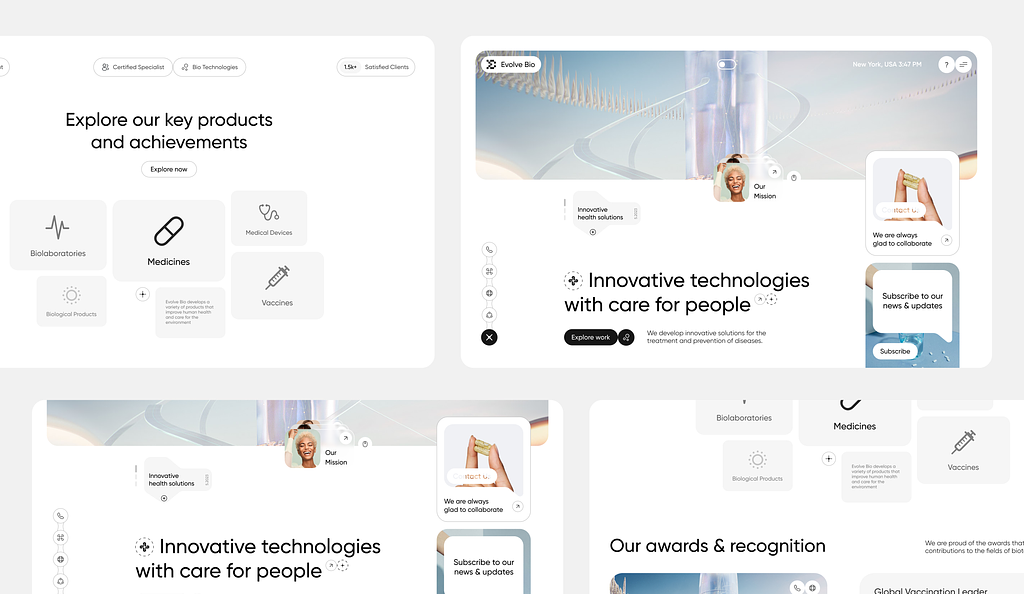 Certified Specialist
Bio Technologies
1.5k+ Satisfied Clients
Explore our key products
and achievements
Explore now
Biolaboratories
Medicines
Medical Devices
Vaccines
Biological Products
Evolve Bio develops a
variety of products that
improve human health
and care for the
environment
Evolve Bio
New York, USA 3:47 PM
?
Our
Mission
Innovative
health solutions
We are always
glad to collaborate
Innovative technologies
with care for people
Explore work
We develop innovative solutions for the
treatment and prevention of diseases.
Subscribe to our
news & updates
Subscribe
Our
Mission
Innovative
health solutions
We are always
glad to collaborate
Innovative technologies
with care for people
Subscribe to our
news & updates
Biolaboratories
Medicines
Vaccines
Biological Products
Evolve Bio develops a
variety of products that
improve human health
and care for the
environment
Our awards & recognition
We are proud of the awards that
contributions to the fields of
Global Vaccination Leader